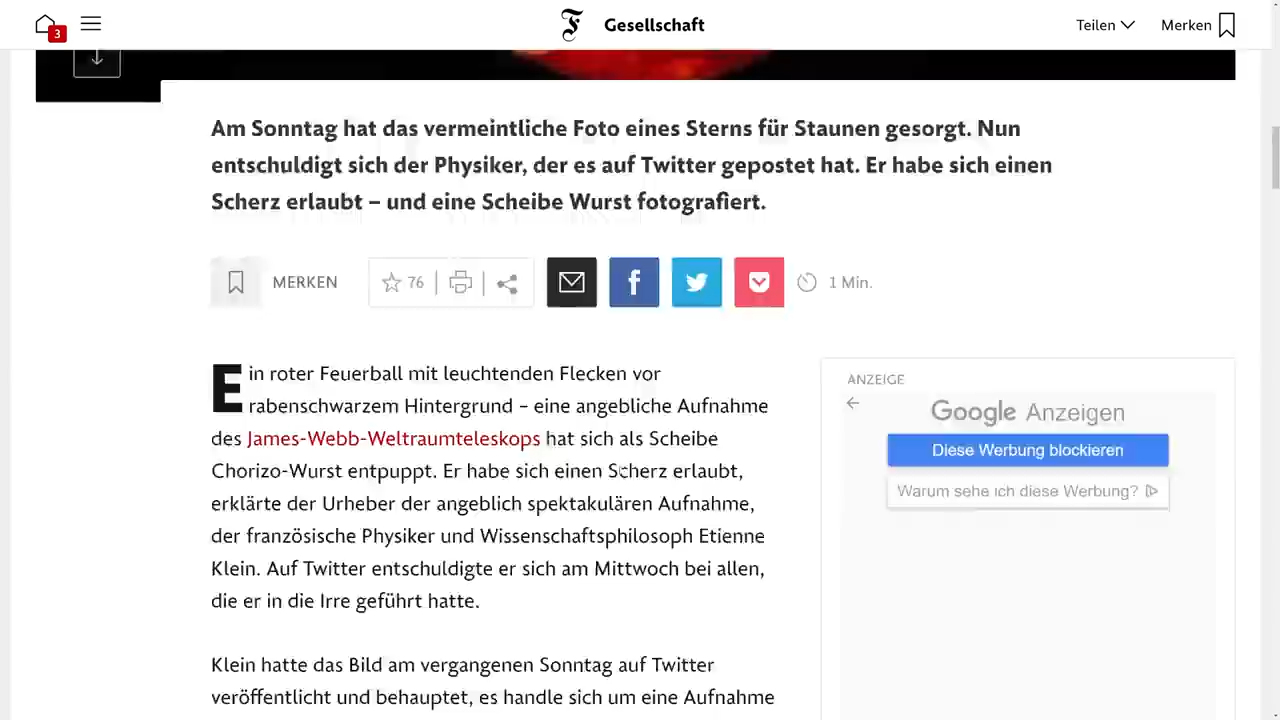 3
Gesellschaft
Teilen
Merken
Am Sonntag hat das vermeintliche Foto eines Sterns für Staunen gesorgt. Nun
entschuldigt sich der Physiker, der es auf Twitter gepostet hat. Er habe sich einen
Scherz erlaubt – und eine Scheibe Wurst fotografiert.
MERKEN
76
1 Min.
Ein roter Feuerball mit leuchtenden Flecken vor
rabenschwarzem Hintergrund – eine angebliche Aufnahme
des James-Webb-Weltraumteleskops hat sich als Scheibe
Chorizo-Wurst entpuppt. Er habe sich einen Scherz erlaubt,
erklärte der Urheber der angeblich spektakulären Aufnahme,
der französische Physiker und Wissenschaftsphilosoph Etienne
Klein. Auf Twitter entschuldigte er sich am Mittwoch bei allen,
die er in die Irre geführt hatte.
Klein hatte das Bild am vergangenen Sonntag auf Twitter
veröffentlicht und behauptet, es handle sich um eine Aufnahme
ANZEIGE
Google Anzeigen
Diese Werbung blockieren
Warum sehe ich diese Werbung?